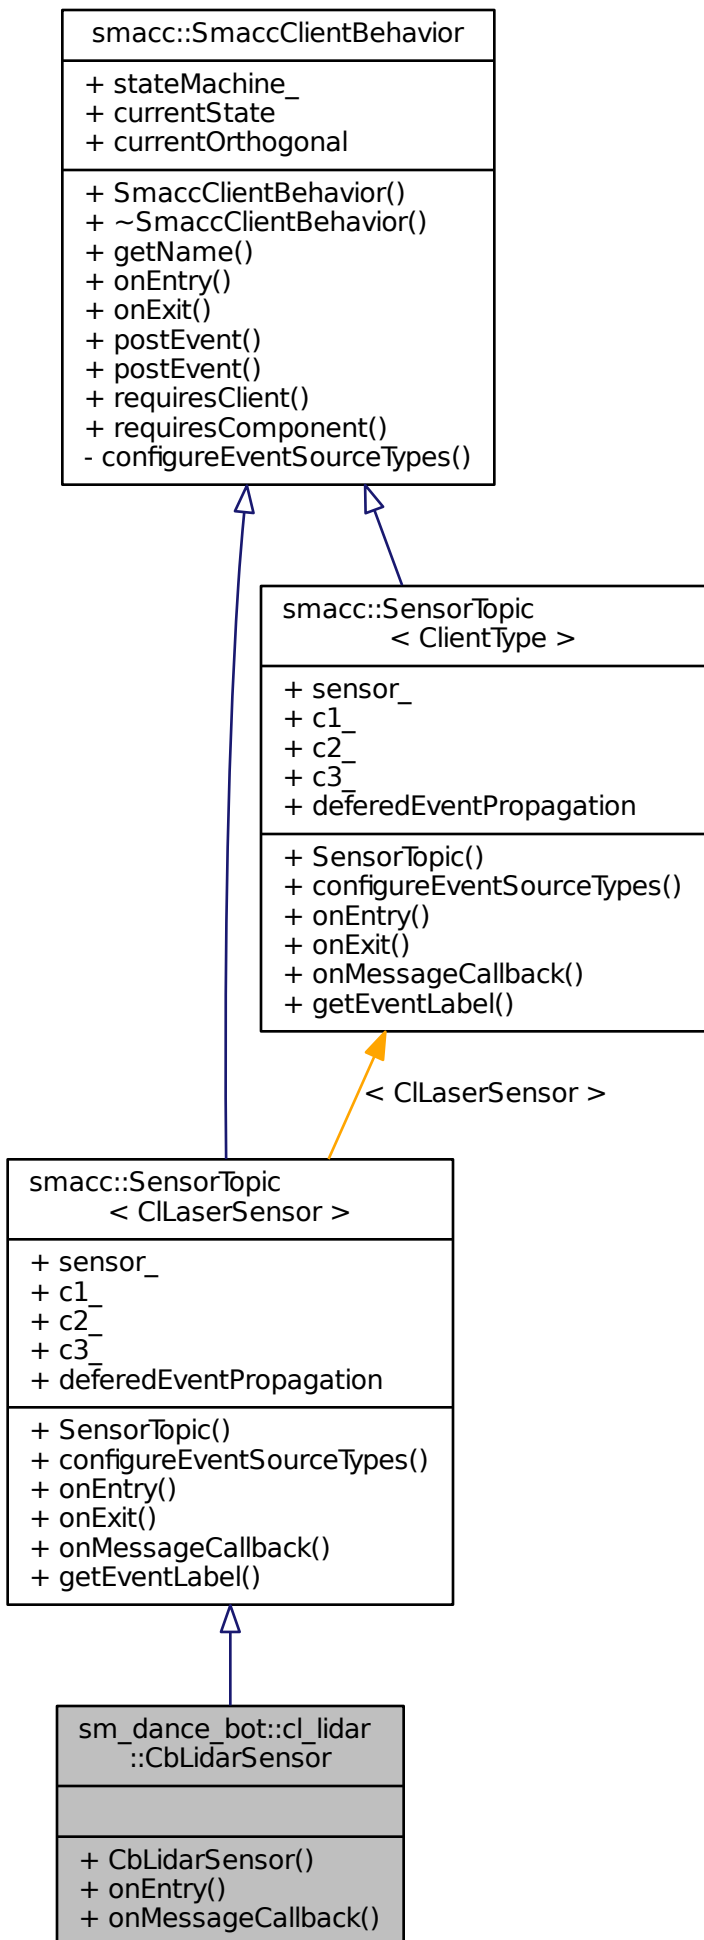 smacc::SmaccClientBehavior
+ stateMachine_
+ currentState
+ currentOrthogonal
+ SmaccClientBehavior()
+ ~SmaccClientBehavior()
+ getName()
+ onEntry()
+ onExit()
+ postEvent()
+ postEvent()
+ requiresClient()
+ requiresComponent()
- configureEventSourceTypes()
smacc::SensorTopic
< ClientType >
+ sensor_
+ c1_
+ c2_
+ c3_
+ deferedEventPropagation
+ SensorTopic()
+ configureEventSourceTypes()
+ onEntry()
+ onExit()
+ onMessageCallback()
+ getEventLabel()
< ClLaserSensor >
smacc::SensorTopic
< ClLaserSensor >
+ sensor_
+ c1_
+ c2_
+ c3_
+ deferedEventPropagation
+ SensorTopic()
+ configureEventSourceTypes()
+ onEntry()
+ onExit()
+ onMessageCallback()
+ getEventLabel()
sm_dance_bot::cl_lidar
::CbLidarSensor
+ CbLidarSensor()
+ onEntry()
+ onMessageCallback()